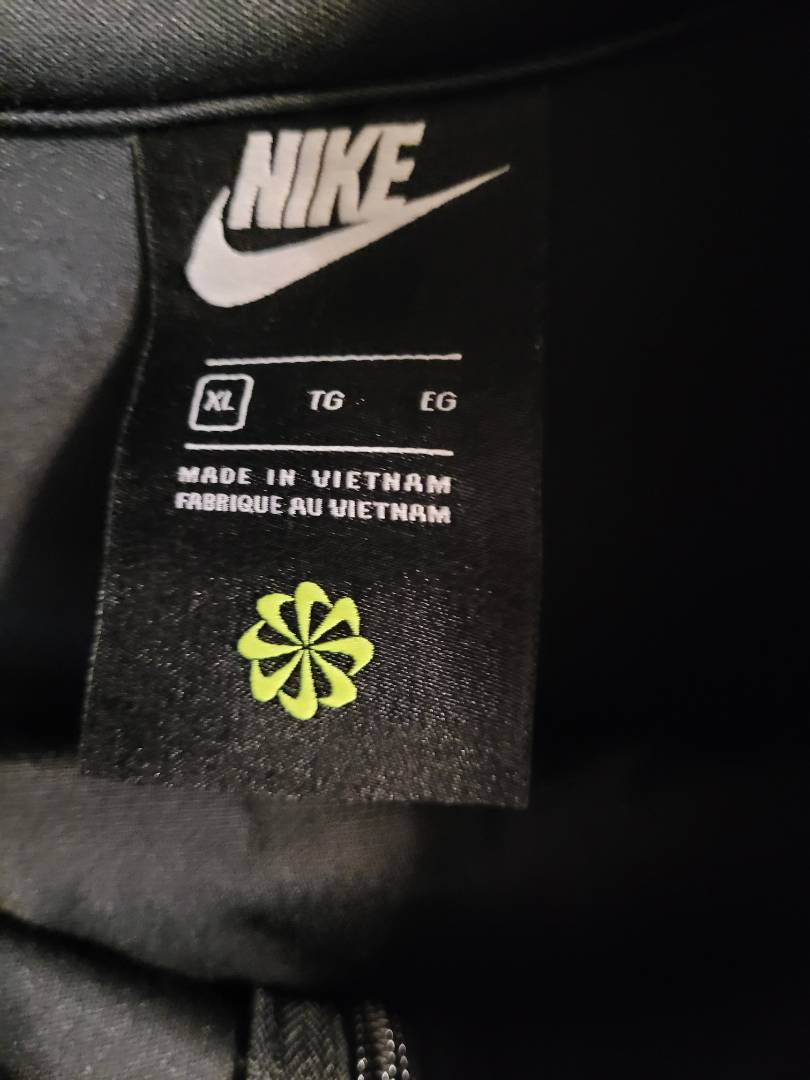 NIKE
XL TG EG
MADE IN VIETNAM
FABRIQUE AU VIETNAM